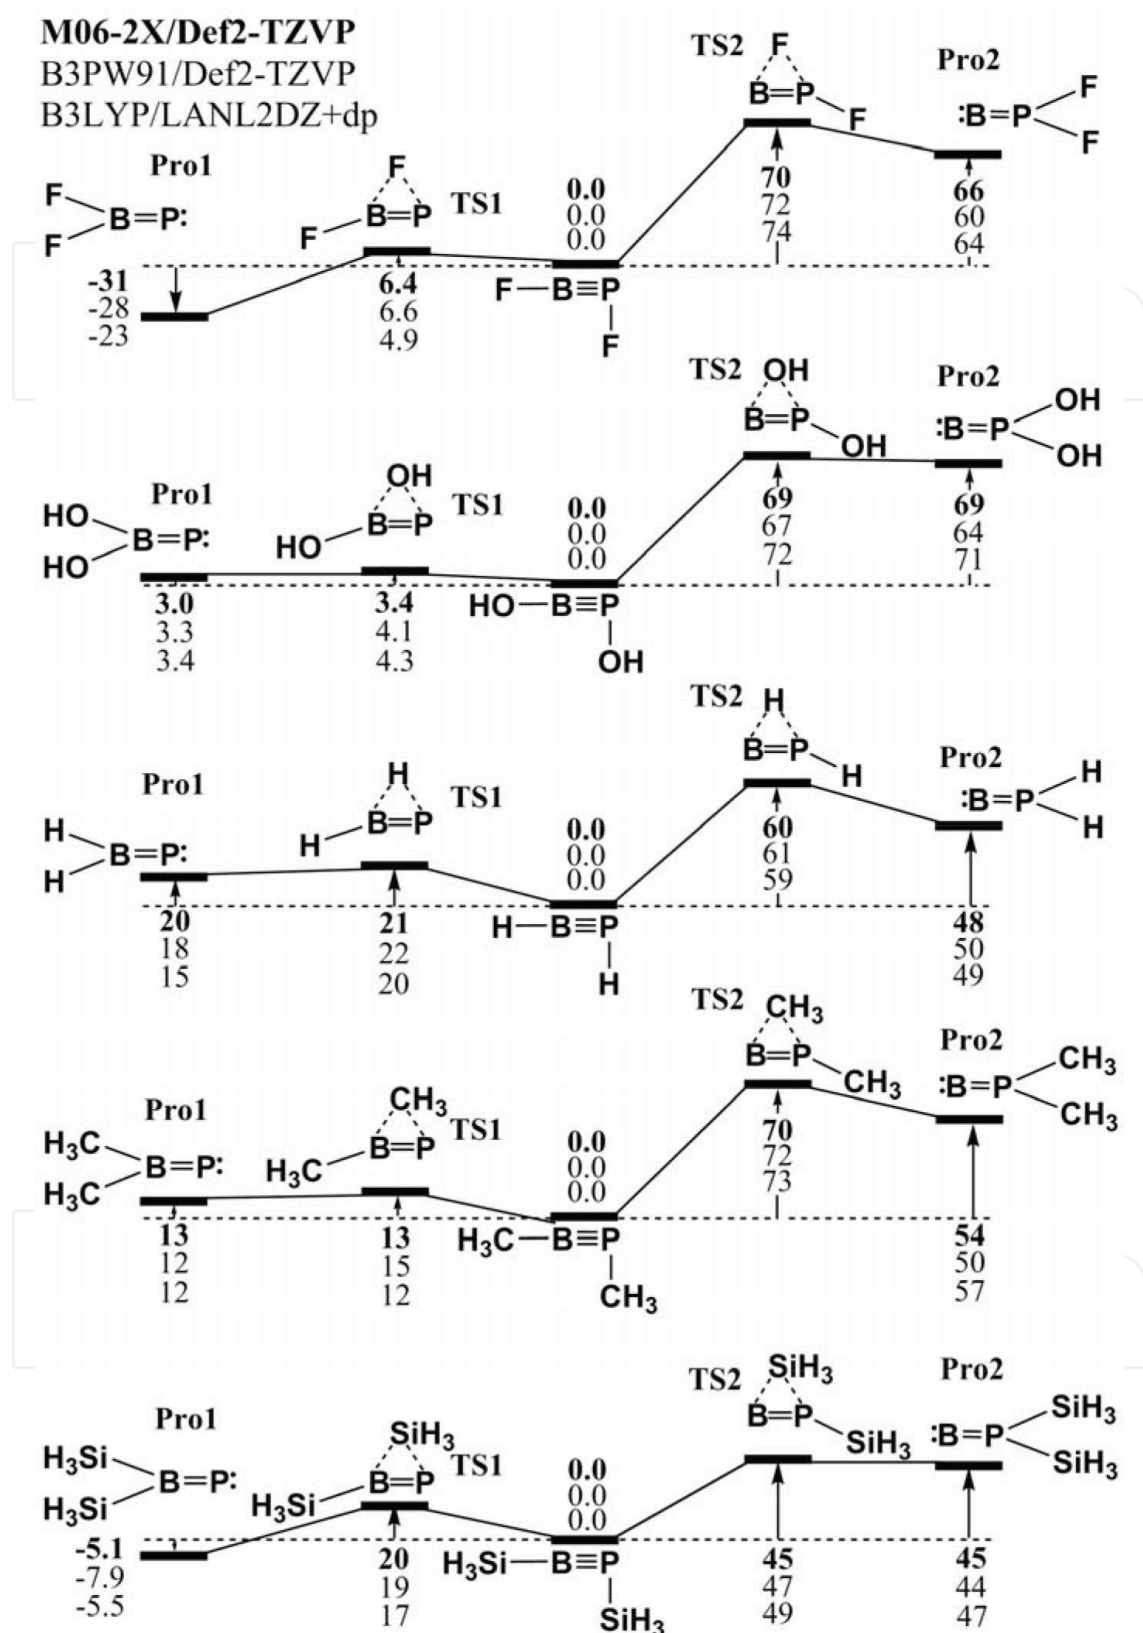 M06-2X/Def2-TZVP
B3PW91/Def2-TZVP
B3LYP/LANL2DZ+dp
Pro1
F
F
B=P:
-31
-28
-23
F
B=P
F
TS1
6.4
6.6
4.9
0.0
0.0
0.0
F—B≡P
F
TS2
F
B=P
F
70
72
74
Pro2
:B=P
F
F
66
60
64
Pro1
HO
HO
B=P:
3.0
3.3
3.4
OH
B=P
HO
TS1
3.4
4.1
4.3
0.0
0.0
0.0
HO—B≡P
OH
TS2
OH
B=P
OH
69
67
72
Pro2
:B=P
OH
OH
69
64
71
Pro1
H
H
B=P:
20
18
15
H
B=P
H
TS1
21
22
20
0.0
0.0
0.0
H—B≡P
H
TS2
H
B=P
H
60
61
59
Pro2
:B=P
H
H
48
50
49
Pro1
H3C
H3C
B=P:
13
12
12
CH3
B=P
H3C
TS1
13
15
12
0.0
0.0
0.0
H3C—B≡P
CH3
TS2
CH3
B=P
CH3
70
72
73
Pro2
:B=P
CH3
CH3
54
50
57
Pro1
H3Si
H3Si
B=P:
-5.1
-7.9
-5.5
SiH3
B=P
H3Si
TS1
20
19
17
0.0
0.0
0.0
H3Si—B≡P
SiH3
TS2
SiH3
B=P
SiH3
45
47
49
Pro2
:B=P
SiH3
SiH3
45
44
47